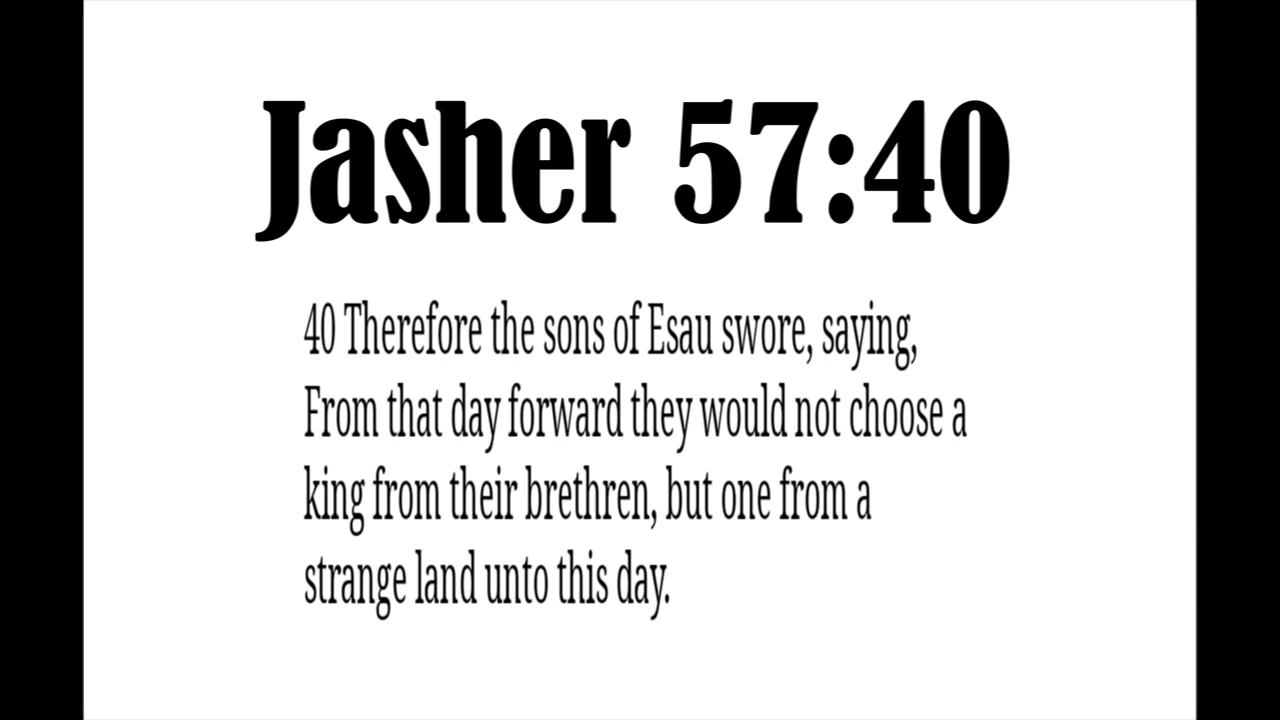 Jasher 57:40
40 Therefore the sons of Esau swore, saying,
From that day forward they would not choose a
king from their brethren, but one from a
strange land unto this day.